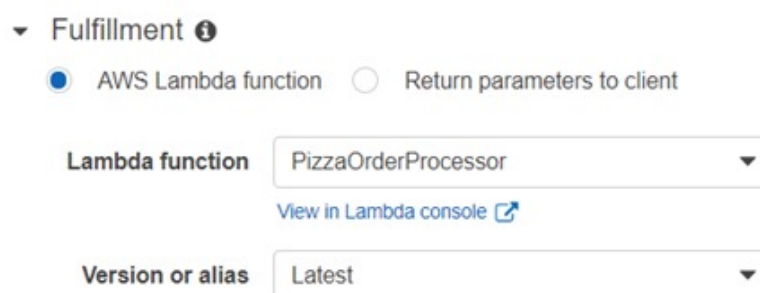 Fulfillment
AWS Lambda function Return parameters to client
Lambda function PizzaOrderProcessor
View in Lambda console
Version or alias Latest